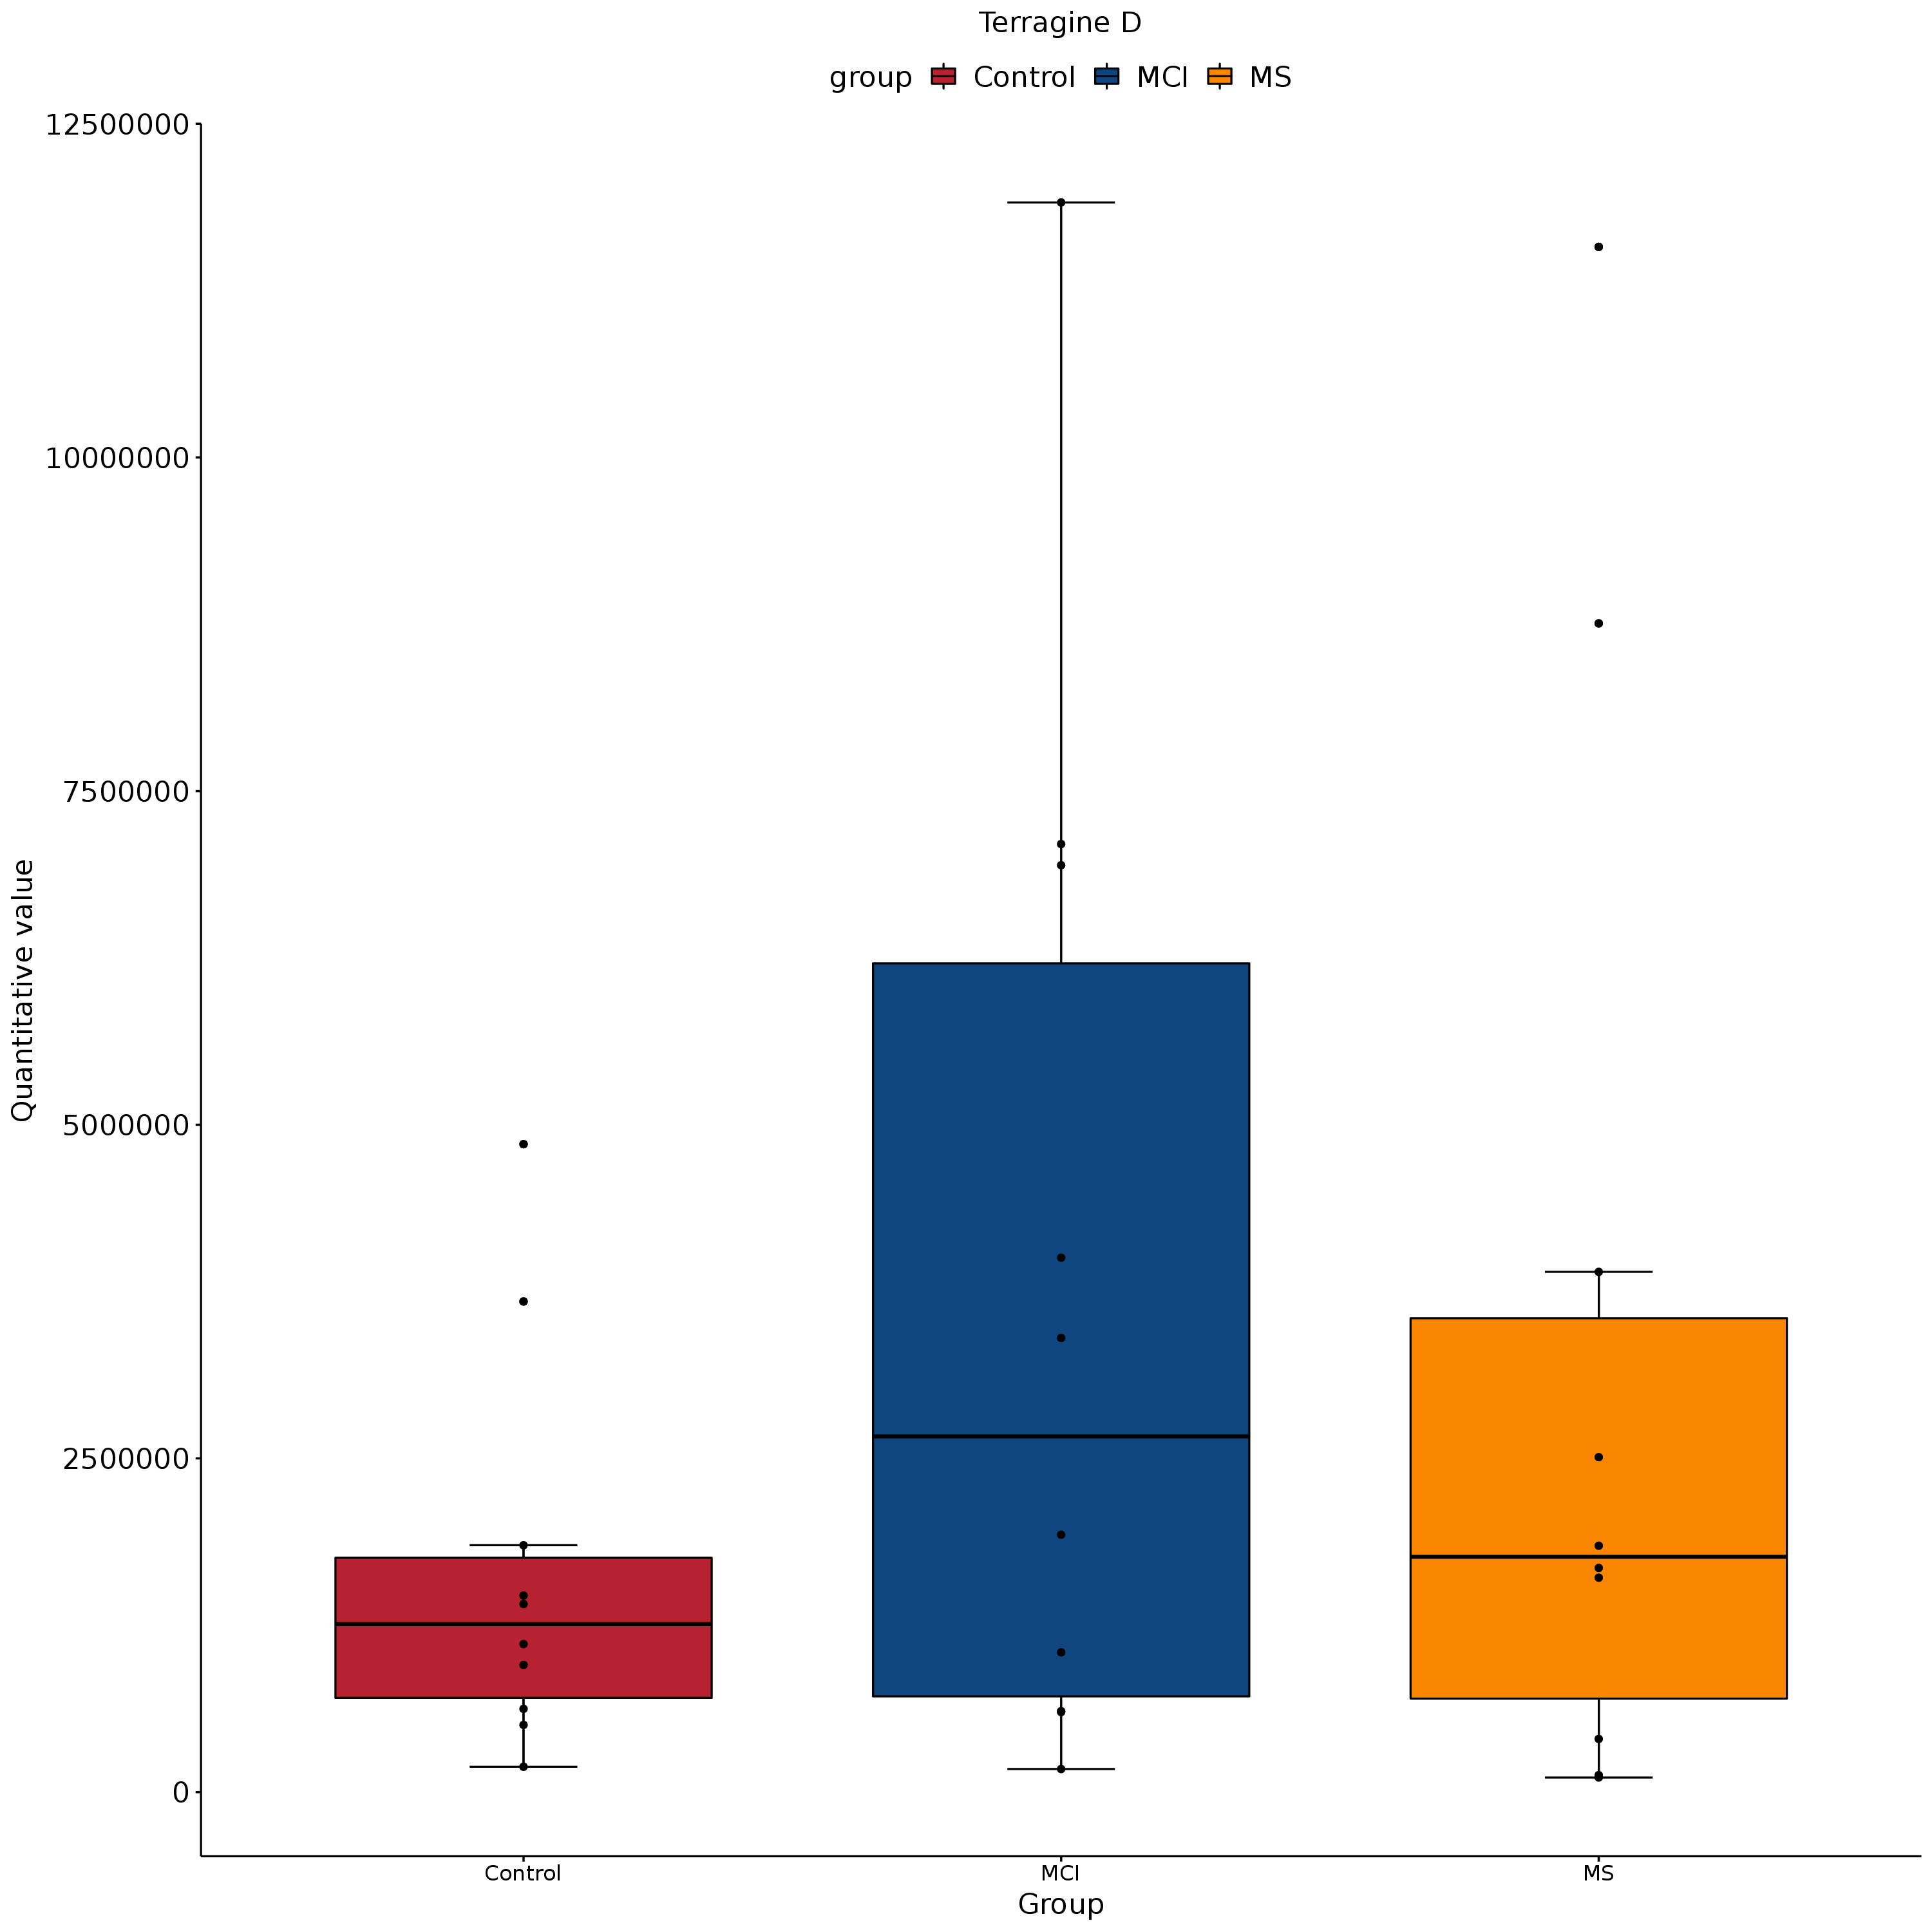 Terragine D
group Control MCI MS
12500000
10000000
7500000
5000000
2500000
0
Quantitative value
Control MCI MS
Group